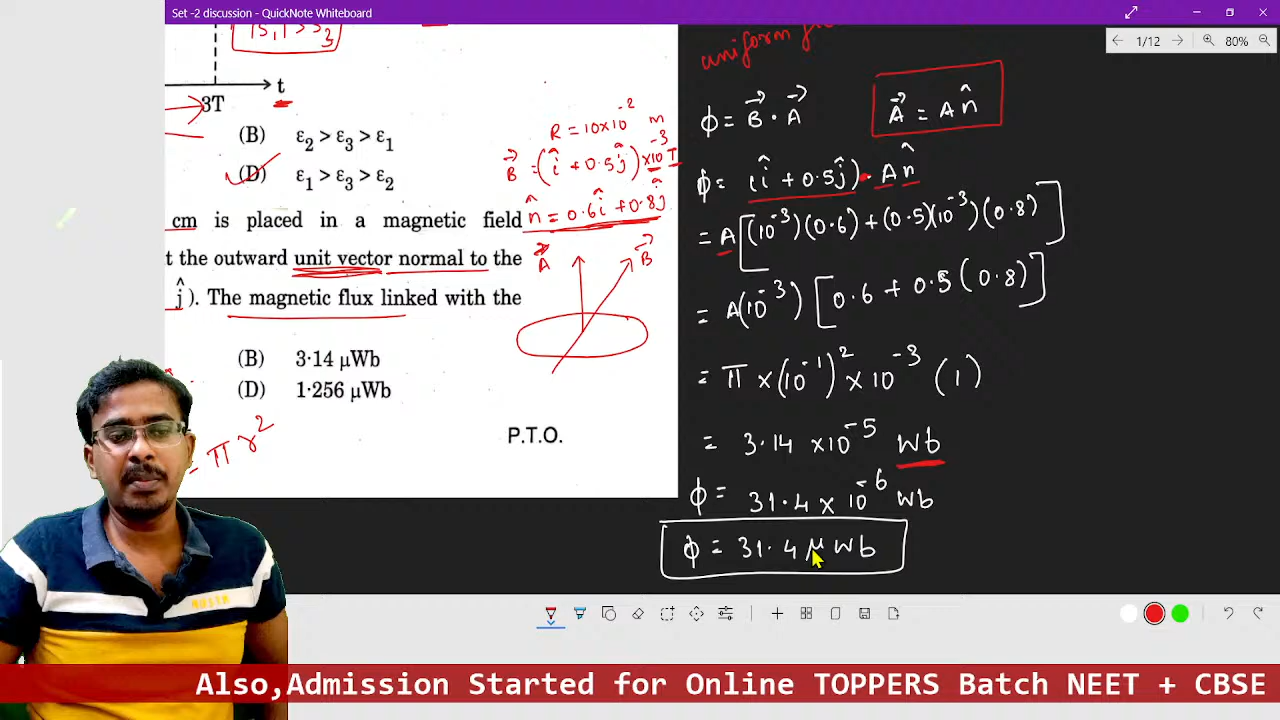 Set -2 discussion - QuickNote Whiteboard
1/12
80%
t
3T
(B) ε₂ > ε₃ > ε₁
(D) ε₁ > ε₃ > ε₂
cm is placed in a magnetic field
t the outward unit vector normal to the
ĵ). The magnetic flux linked with the
(B) 3·14 μWb
(D) 1·256 μWb
P.T.O.
= π r²
R = 10×10⁻² m
B⃗ = (î + 0.5ĵ) ×10⁻³ T
n̂ = 0.6î + 0.8ĵ
A⃗
B⃗
uniform
ϕ = B⃗ · A⃗
A⃗ = A n̂
ϕ = (î + 0.5ĵ) · A n̂
= A[(10⁻³)(0.6) + (0.5)(10⁻³)(0.8)]
= A(10⁻³)[0.6 + 0.5(0.8)]
= π × (10⁻¹)² × 10⁻³ (1)
= 3.14 ×10⁻⁵ Wb
ϕ = 31.4 × 10⁻⁶ Wb
ϕ = 31.4 μ Wb
Also,Admission Started for Online TOPPERS Batch NEET + CBSE